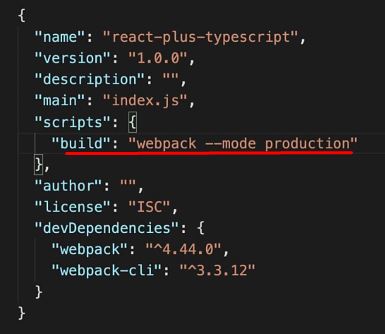 {
"name": "react-plus-typescript",
"version": "1.0.0",
"description": "",
"main": "index.js",
"scripts": {
"build": "webpack --mode production"
},
"author": "",
"license": "ISC",
"devDependencies": {
"webpack": "^4.44.0",
"webpack-cli": "^3.3.12"
}
}